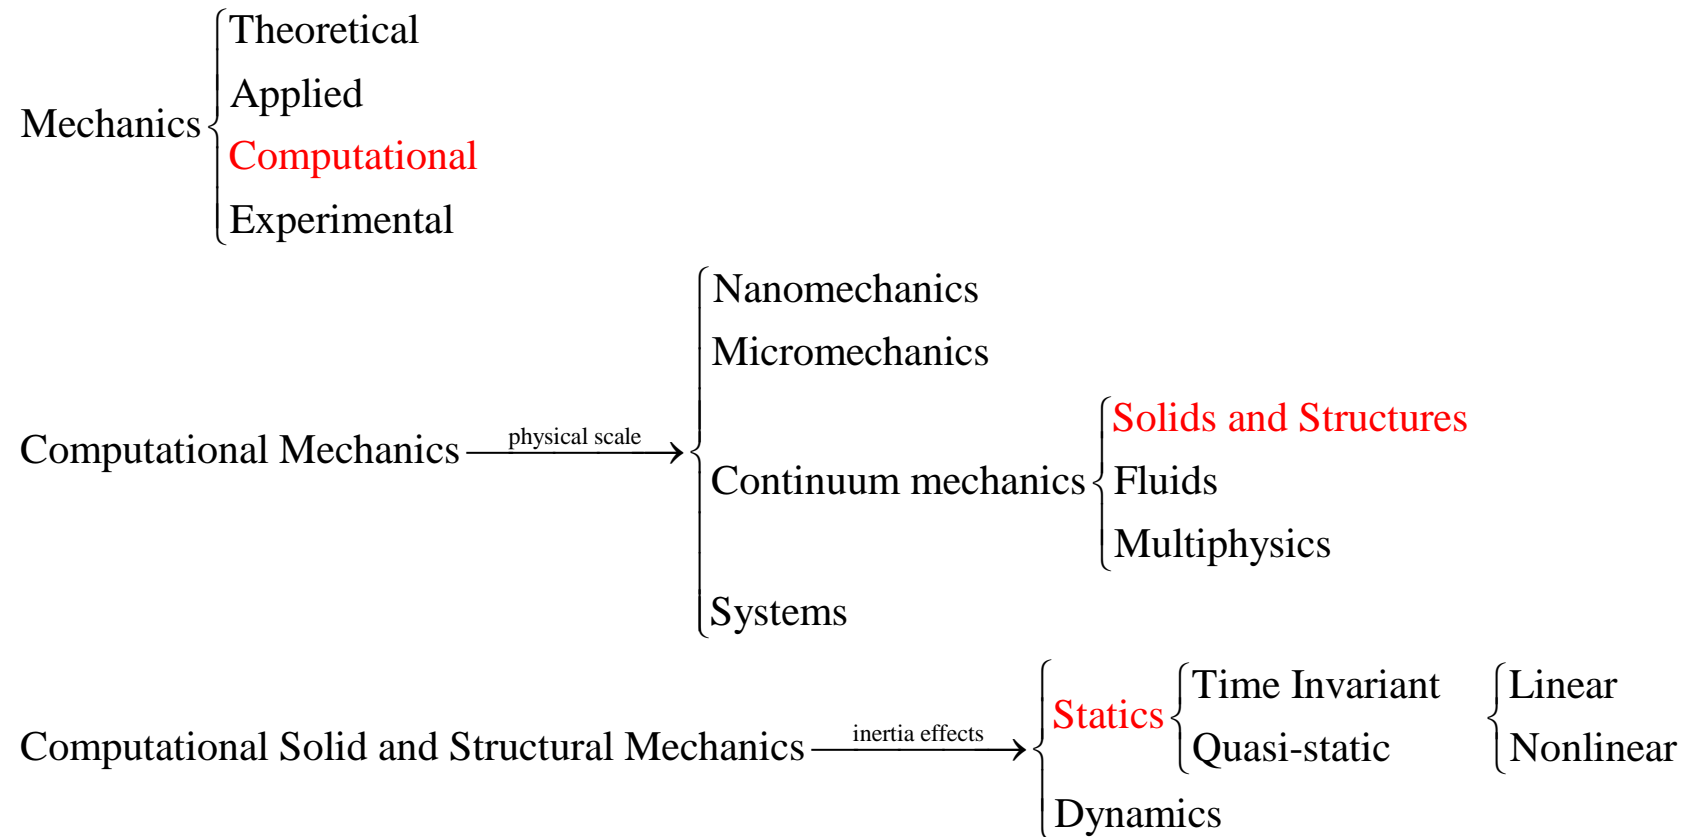 Mechanics
Theoretical
Applied
Computational
Experimental
Computational Mechanics
physical scale
Nanomechanics
Micromechanics
Continuum mechanics
Solids and Structures
Fluids
Multiphysics
Systems
Computational Solid and Structural Mechanics
inertia effects
Statics
Time Invariant
Quasi-static
Linear
Nonlinear
Dynamics